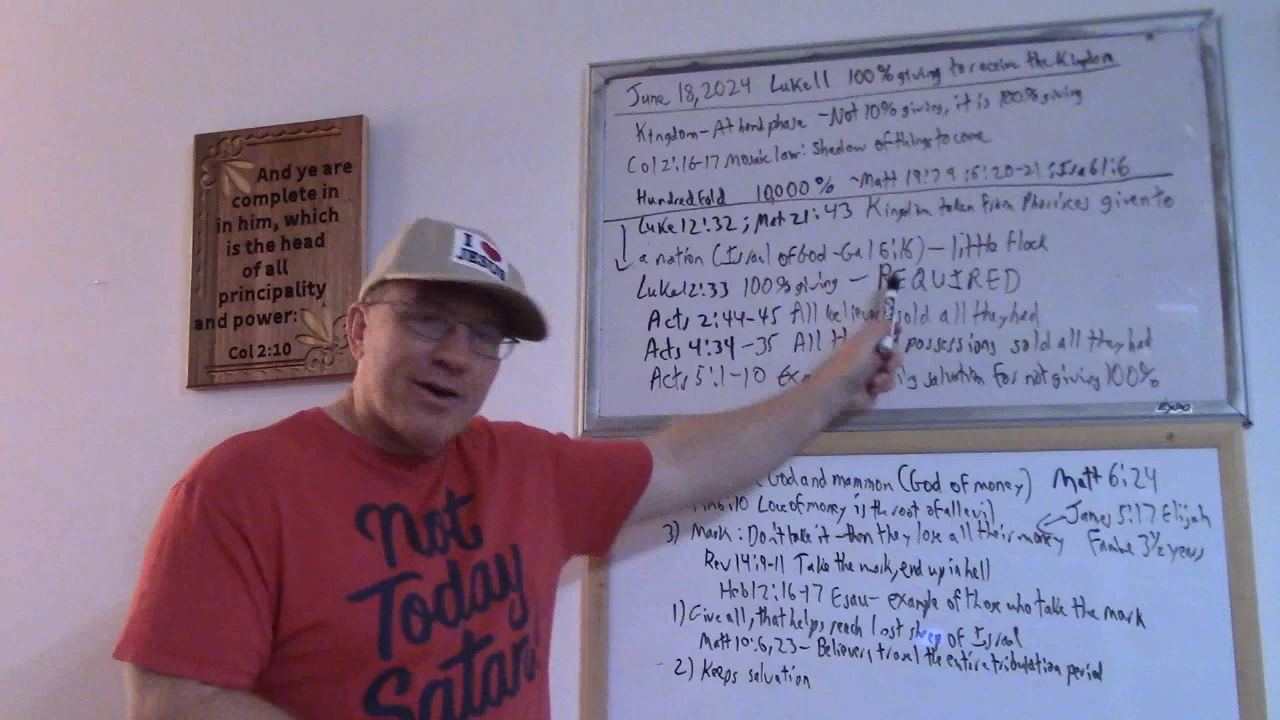 And ye are
complete in
in him, which
is the head
of all
principality
and power:
Col 2:10
I
JESUS
Not
Today
Satan!
June 18, 2024 Luke 11 100% giving to receive the Kingdom
Kingdom - At hand phase - Not 10% giving, it is 100% giving
Col 2:16-17 Mosaic law: Shadow of things to come
Hundredfold 10,000% ~ Matt 19:29; 6:20-21; Isa 61:6
Luke 12:32; Mat 21:43 Kingdom taken from Pharisees given to
a nation (Israel of God - Gal 6:16) - little flock
Luke 12:33 100% giving - REQUIRED
Acts 2:44-45 All believers sold all they had
Acts 4:34-35 All possessions sold all they had
Acts 5:1-10 salvation for not giving 100%
EXPO
God and mammon (God of money) Matt 6:24
6:10 Love of money is the root of all evil
James 5:17 Elijah
3) Mark: Don't take it - then they lose all their money
Famine 3 1/2 years
Rev 14:9-11 Take the mark, end up in hell
Heb 12:16-17 Esau - example of those who take the mark
1) Give all, that helps reach lost sheep of Israel
Matt 10:6,23 - Believers travel the entire tribulation period
2) Keeps salvation